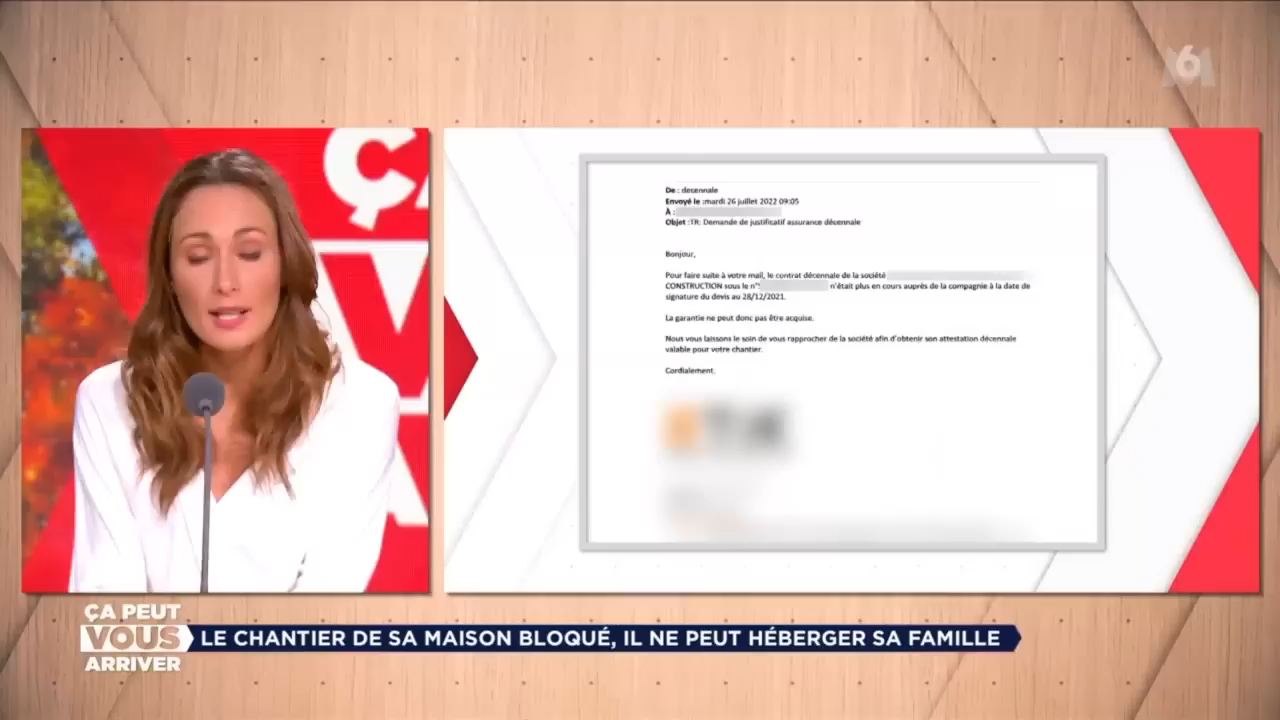 M6
ÇA
V
A
De : decennale
Envoyé le :mardi 26 juillet 2022 09:05
À :
Objet :TR: Demande de justificatif assurance décennale
Bonjour,
Pour faire suite à votre mail, le contrat décennale de la société
CONSTRUCTION sous le n° n'était plus en cours auprès de la compagnie à la date de
signature du devis au 28/12/2021.
La garantie ne peut donc pas être acquise.
Nous vous laissons le soin de vous rapprocher de la société afin d'obtenir son attestation décennale
valable pour votre chantier.
Cordialement,
ÇA PEUT
VOUS
ARRIVER
LE CHANTIER DE SA MAISON BLOQUÉ, IL NE PEUT HÉBERGER SA FAMILLE